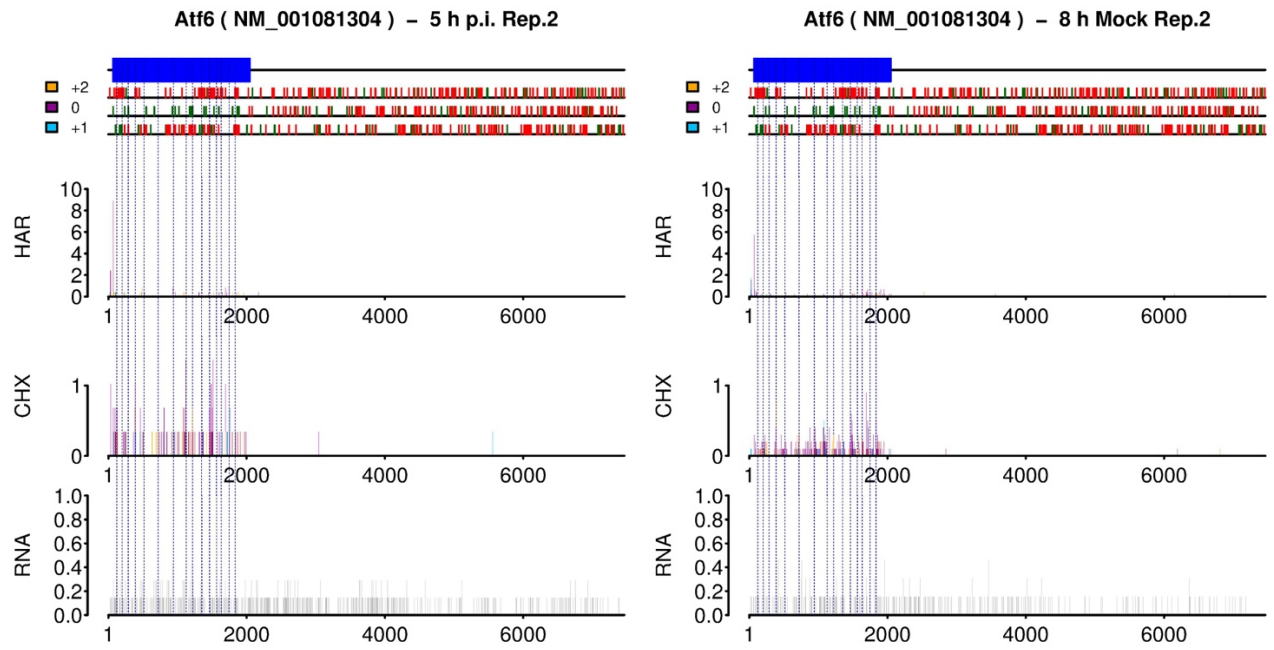 Atf6 ( NM_001081304 ) – 5 h p.i. Rep.2
+2
0
+1
HAR
10
8
6
4
2
0
1 2000 4000 6000
CHX
1
0
1 2000 4000 6000
RNA
1.0
0.8
0.6
0.4
0.2
0.0
1 2000 4000 6000
Atf6 ( NM_001081304 ) – 8 h Mock Rep.2
+2
0
+1
HAR
10
8
6
4
2
0
1 2000 4000 6000
CHX
1
0
1 2000 4000 6000
RNA
1.0
0.8
0.6
0.4
0.2
0.0
1 2000 4000 6000